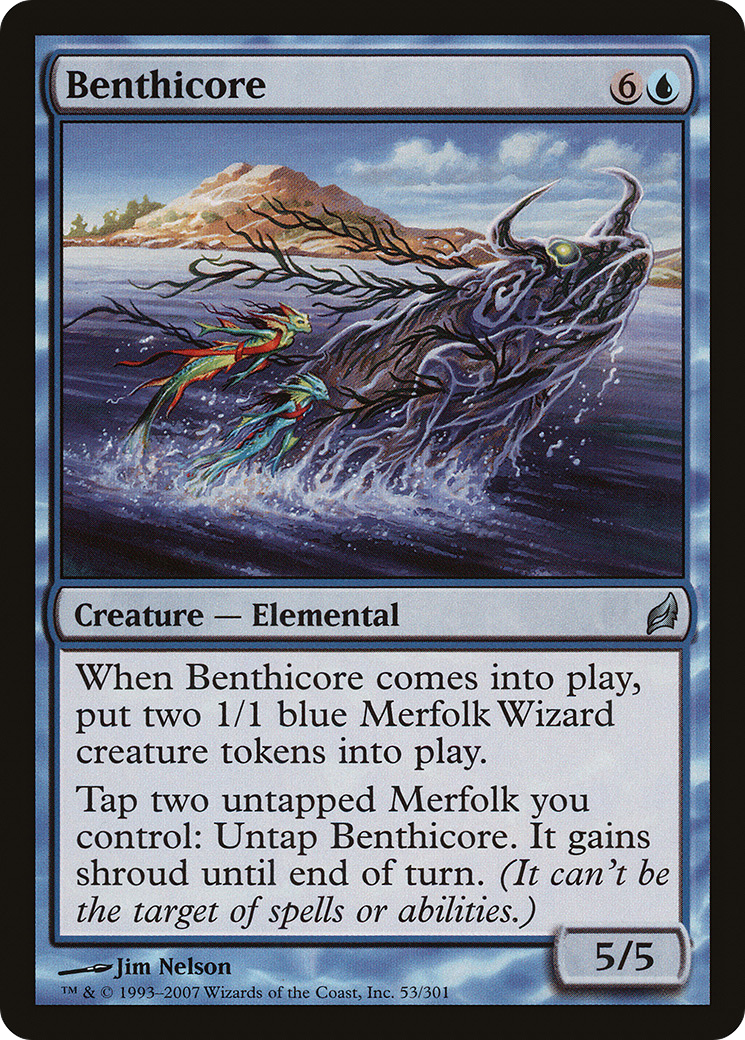 Benthicore 6
Creature — Elemental
When Benthicore comes into play,
put two 1/1 blue Merfolk Wizard
creature tokens into play.
Tap two untapped Merfolk you
control: Untap Benthicore. It gains
shroud until end of turn. (It can't be
the target of spells or abilities.)
5/5
Jim Nelson
™ & © 1993–2007 Wizards of the Coast, Inc. 53/301